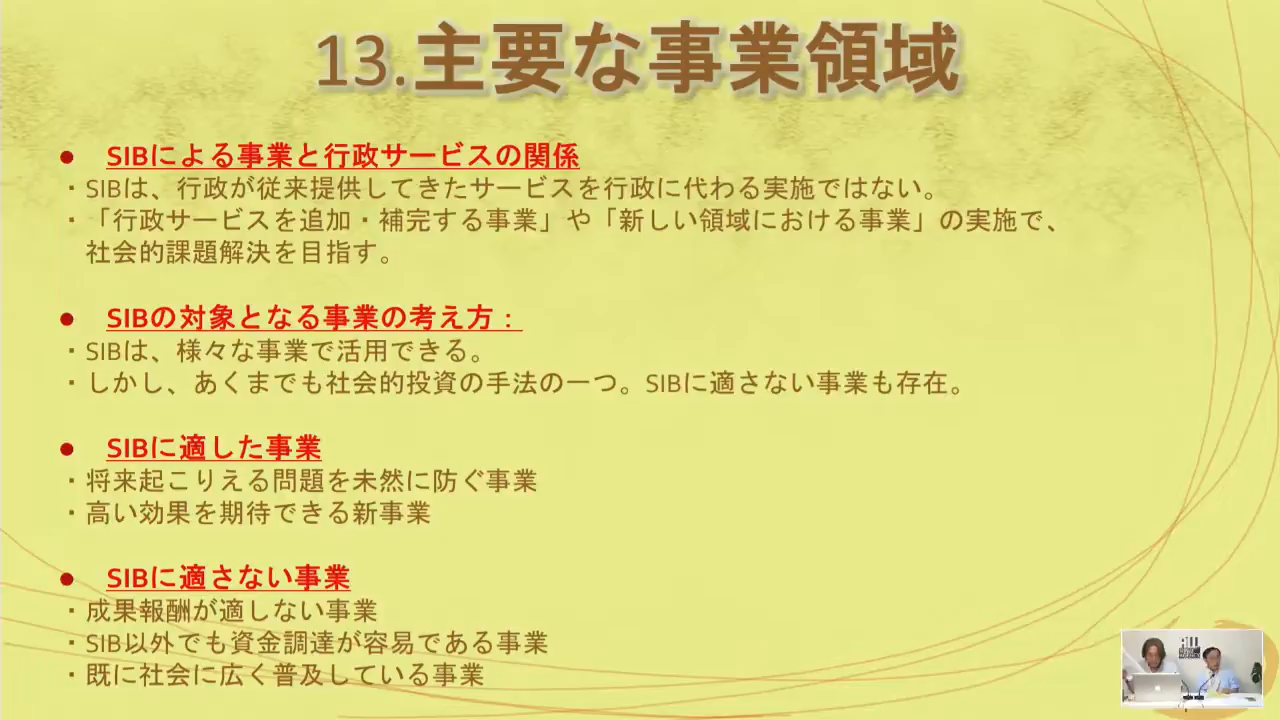 13.主要な事業領域
● SIBによる事業と行政サービスの関係
・SIBは、行政が従来提供してきたサービスを行政に代わる実施ではない。
・「行政サービスを追加・補完する事業」や「新しい領域における事業」の実施で、
社会的課題解決を目指す。
● SIBの対象となる事業の考え方：
・SIBは、様々な事業で活用できる。
・しかし、あくまでも社会的投資の手法の一つ。SIBに適さない事業も存在。
● SIBに適した事業
・将来起こりえる問題を未然に防ぐ事業
・高い効果を期待できる新事業
● SIBに適さない事業
・成果報酬が適しない事業
・SIB以外でも資金調達が容易である事業
・既に社会に広く普及している事業